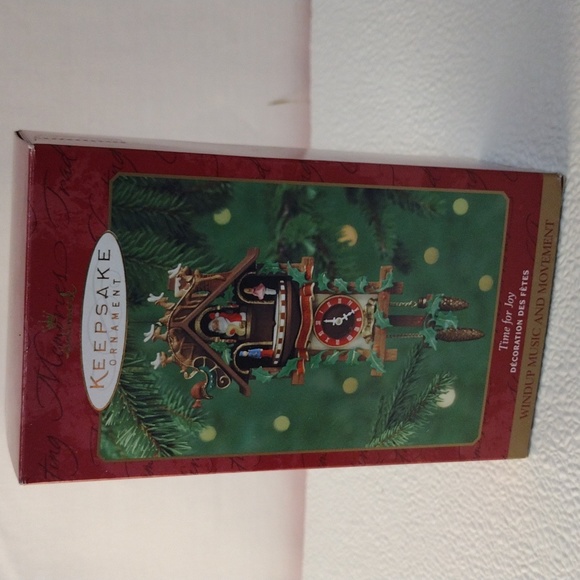 KEEPSAKE
ORNAMENT
Time for Joy
DÉCORATION DES FÊTES
WINDUP MUSIC AND MOVEMENT